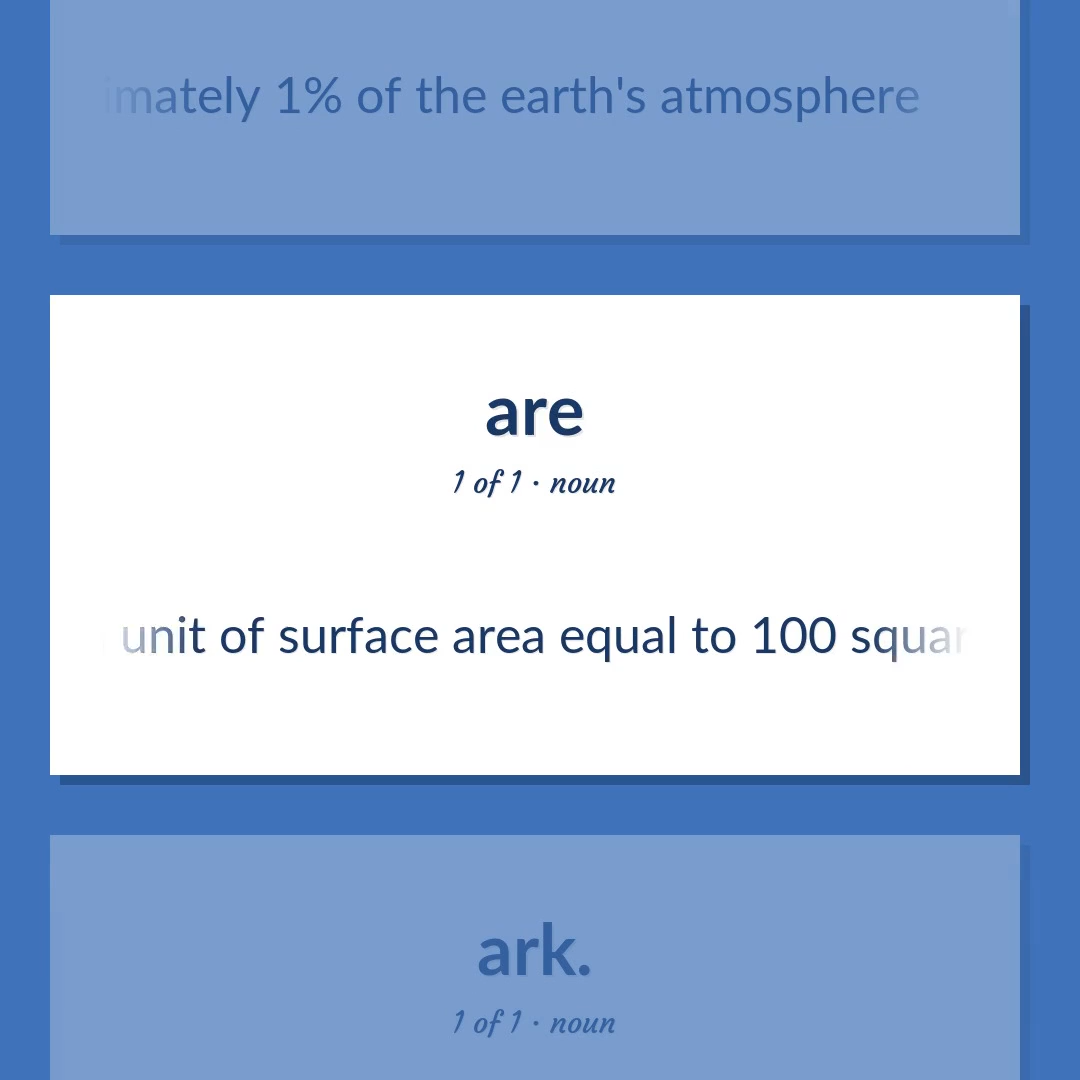 imately 1% of the earth's atmosphere
are
1 of 1 · noun
unit of surface area equal to 100 squar
ark.
1 of 1 · noun